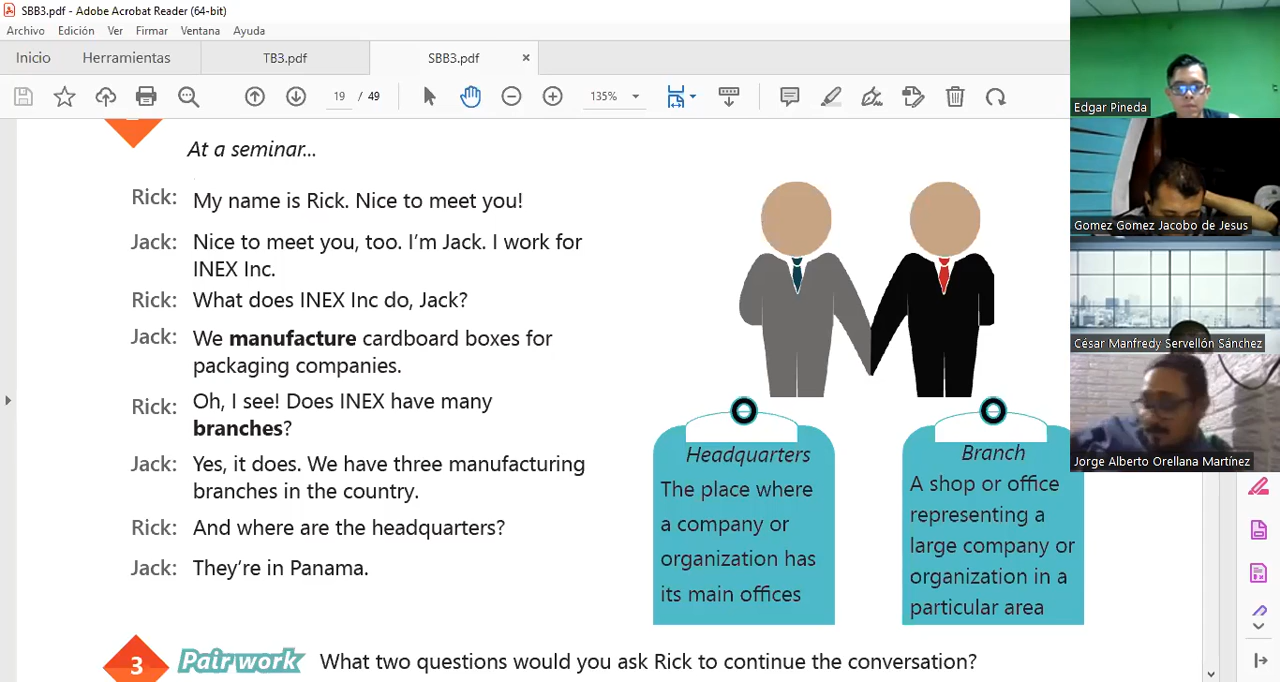 SBB3.pdf - Adobe Acrobat Reader (64-bit)
Archivo Edición Ver Firmar Ventana Ayuda
Inicio Herramientas TB3.pdf SBB3.pdf ×
19 / 49 135%
At a seminar...
Rick: My name is Rick. Nice to meet you!
Jack: Nice to meet you, too. I'm Jack. I work for
INEX Inc.
Rick: What does INEX Inc do, Jack?
Jack: We manufacture cardboard boxes for
packaging companies.
Rick: Oh, I see! Does INEX have many
branches?
Jack: Yes, it does. We have three manufacturing
branches in the country.
Rick: And where are the headquarters?
Jack: They're in Panama.
Headquarters
The place where
a company or
organization has
its main offices
Branch
A shop or office
representing a
large company or
organization in a
particular area
3 Pair work What two questions would you ask Rick to continue the conversation?
Edgar Pineda
Gomez Gomez Jacobo de Jesus
César Manfredy Servellón Sánchez
Jorge Alberto Orellana Martínez